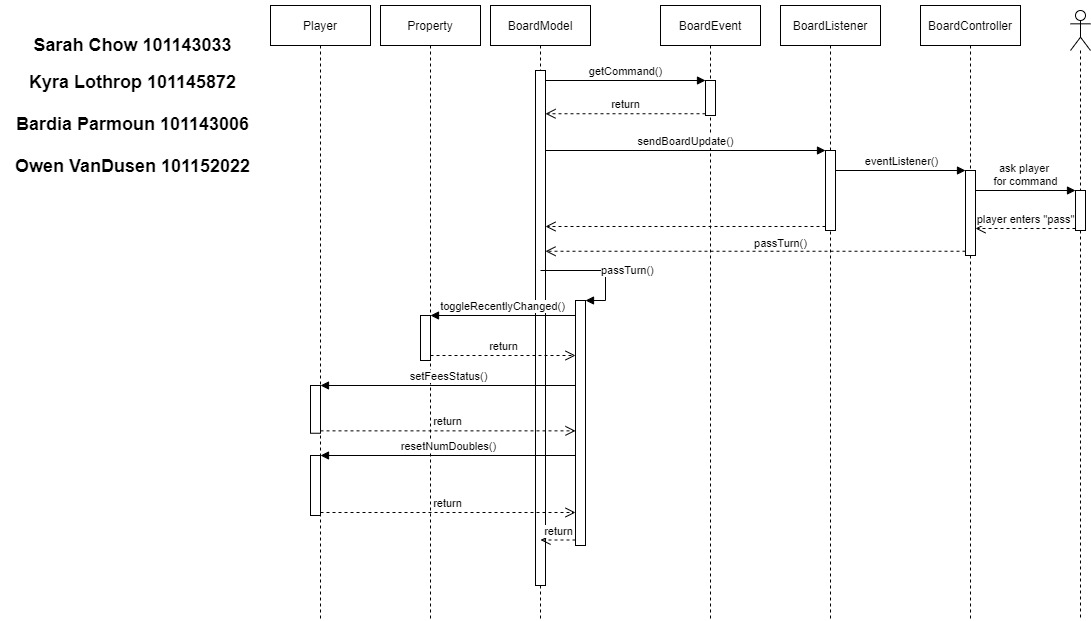 Player
Property
BoardModel
BoardEvent
BoardListener
BoardController
Sarah Chow 101143033
Kyra Lothrop 101145872
Bardia Parmoun 101143006
Owen VanDusen 101152022
getCommand()
return
sendBoardUpdate()
eventListener()
ask player
for command
player enters "pass"
passTurn()
passTurn()
toggleRecentlyChanged()
return
setFeesStatus()
return
resetNumDoubles()
return
return